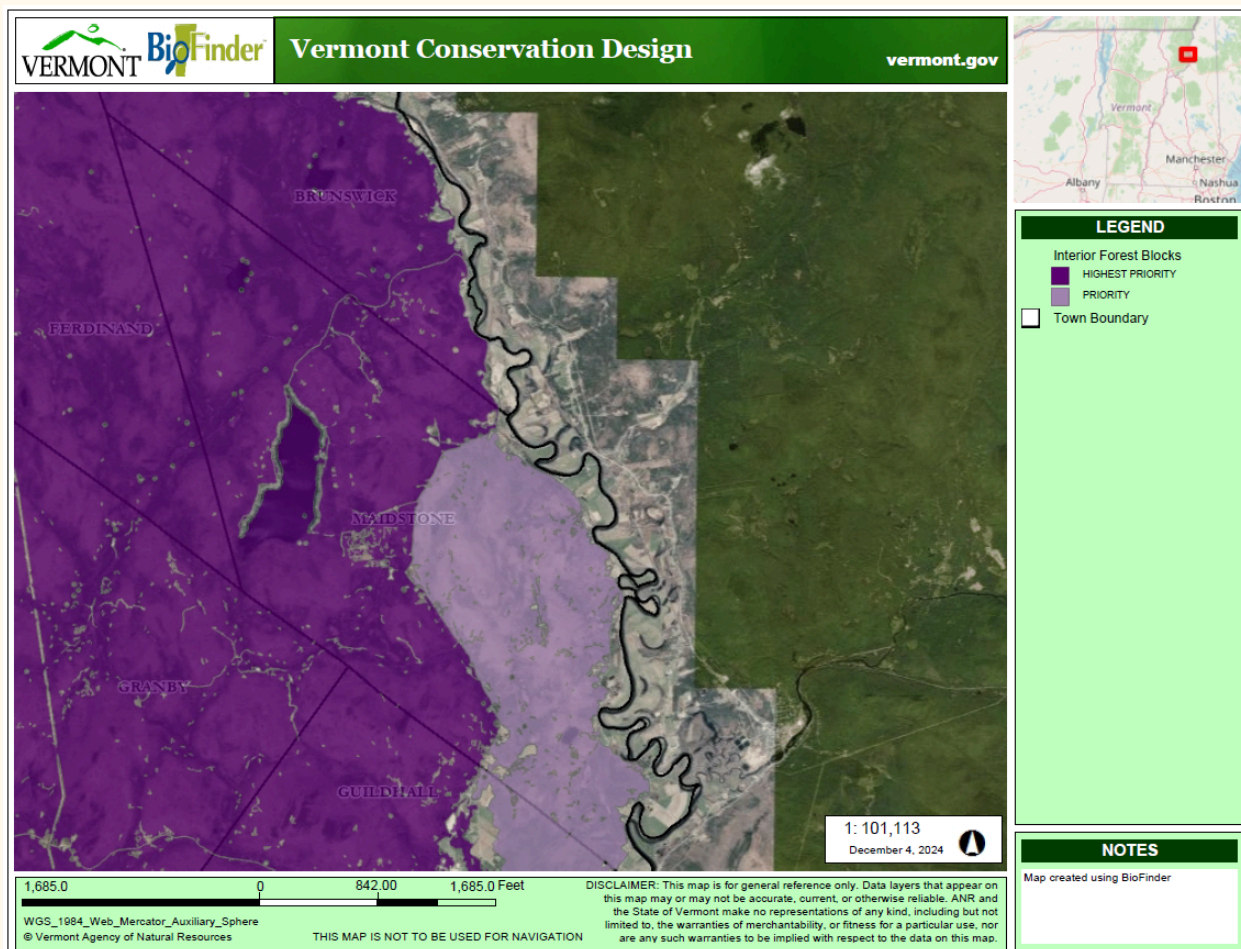 VERMONT
BioFinder
Vermont Conservation Design
vermont.gov
Vermont
Manchester
Albany
Nashua
Boston
BRUNSWICK
FERDINAND
MAIDSTONE
GRANBY
GUILDHALL
LEGEND
Interior Forest Blocks
HIGHEST PRIORITY
PRIORITY
Town Boundary
1: 101,113
December 4, 2024
NOTES
Map created using BioFinder
1,685.0 0 842.00 1,685.0 Feet
WGS_1984_Web_Mercator_Auxiliary_Sphere
© Vermont Agency of Natural Resources
THIS MAP IS NOT TO BE USED FOR NAVIGATION
DISCLAIMER: This map is for general reference only. Data layers that appear on
this map may or may not be accurate, current, or otherwise reliable. ANR and
the State of Vermont make no representations of any kind, including but not
limited to, the warranties of merchantability, or fitness for a particular use, nor
are any such warranties to be implied with respect to the data on this map.